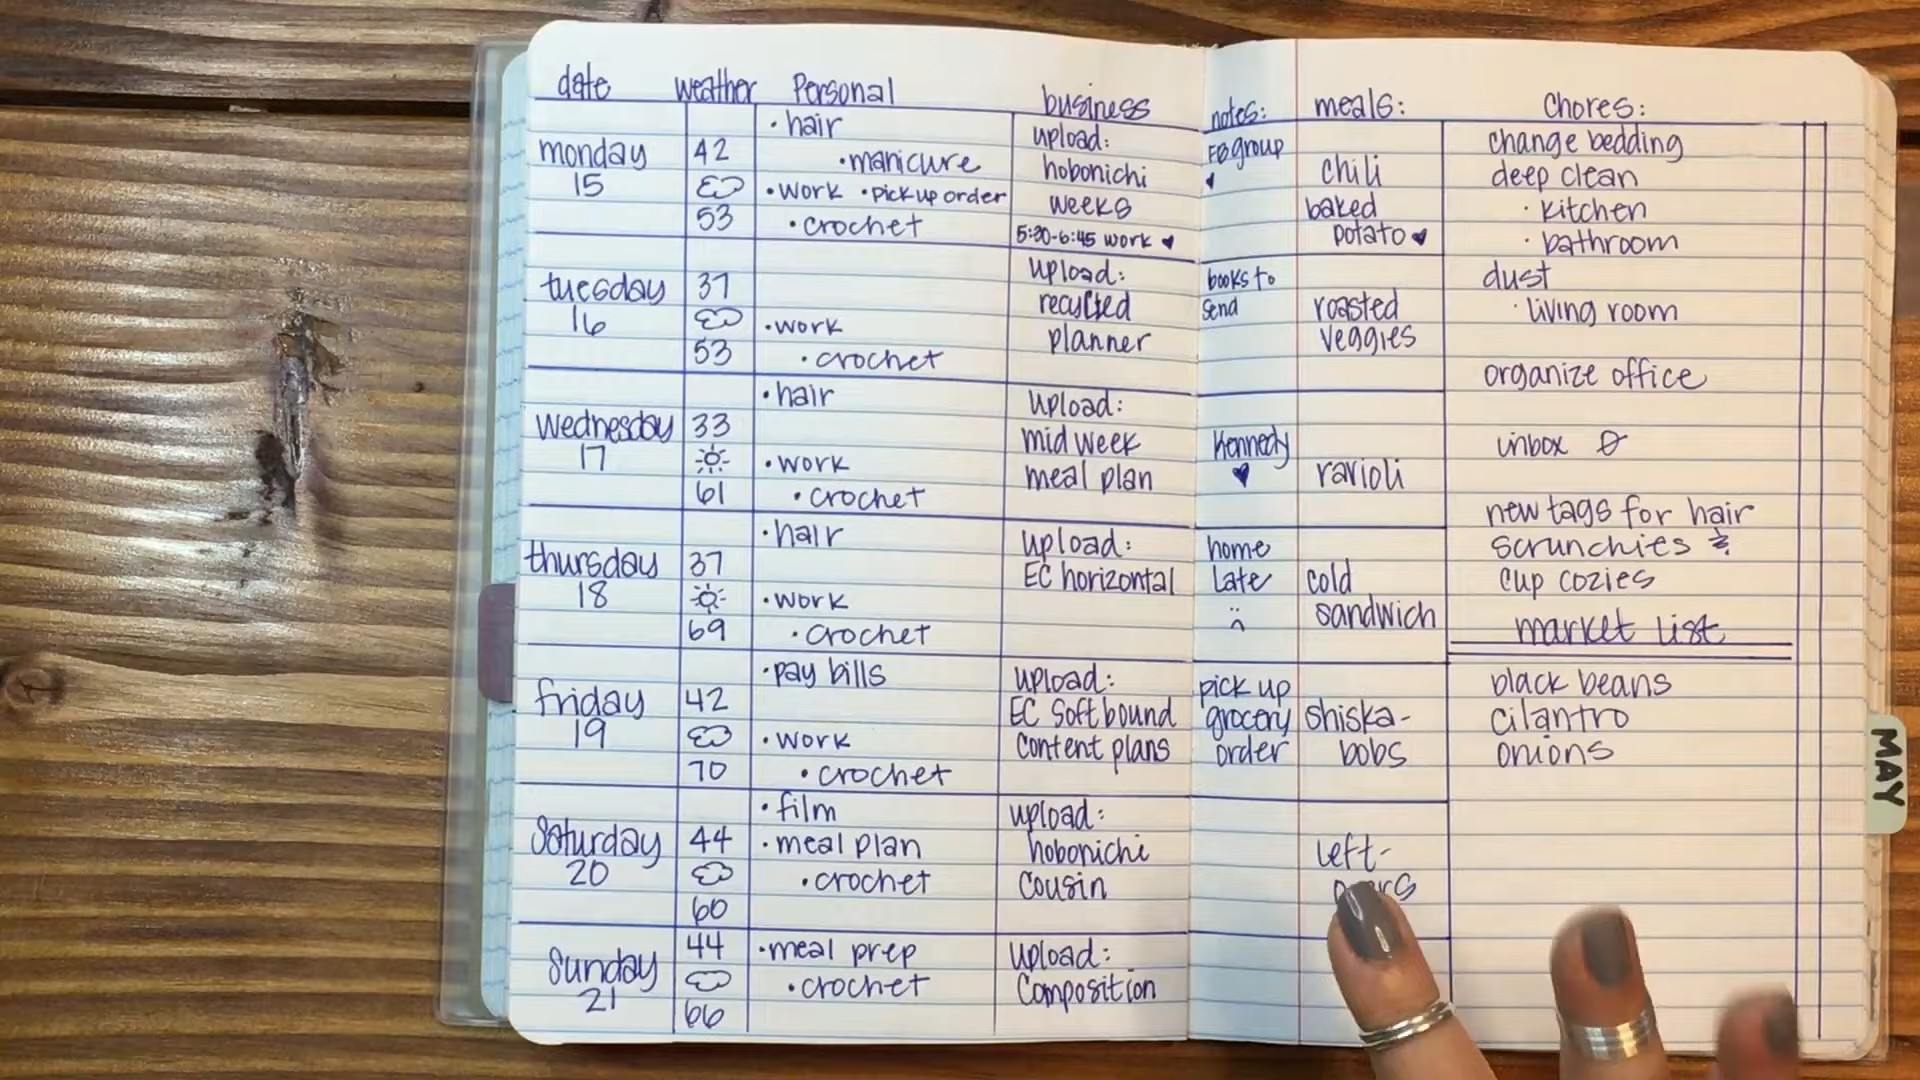 date weather Personal business notes: meals: Chores:
monday
15
42
53
• hair
• manicure
• work • pick up order
• crochet
upload:
hobonichi
weeks
5:30-6:45 work
group
chili
baked
potato
tuesday
16
37
53
• work
• crochet
upload:
planner
books to
send
roasted
veggies
wednesday
17
33
61
• hair
• work
• crochet
upload:
mid week
meal plan
Kennedy
ravioli
thursday
18
37
69
• hair
• work
• crochet
upload:
EC horizontal
home
late
cold
sandwich
friday
19
42
70
• pay bills
• work
• crochet
upload:
EC Softbound
content plans
pick up
grocery
order
shiska-
bobs
Saturday
20
44
60
• film
• meal plan
• crochet
upload:
hobonichi
Cousin
left-
Sunday
21
44
66
• meal prep
• crochet
upload:
Composition
change bedding
deep clean
• kitchen
• bathroom
dust
• living room
organize office
inbox
new tags for hair
scrunchies &
cup cozies
market list
black beans
cilantro
onions
MAY